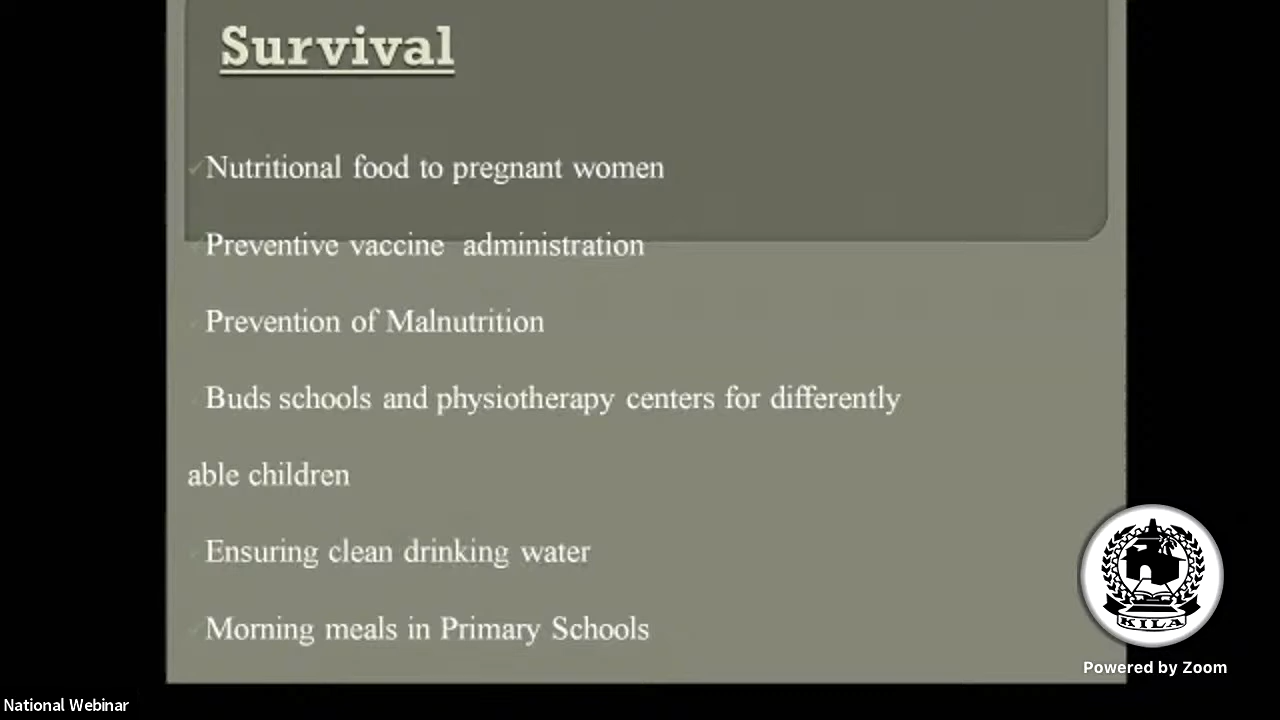 Survival
✓Nutritional food to pregnant women
✓Preventive vaccine administration
✓Prevention of Malnutrition
✓Buds schools and physiotherapy centers for differently
able children
✓Ensuring clean drinking water
✓Morning meals in Primary Schools
KILA
Powered by Zoom
National Webinar